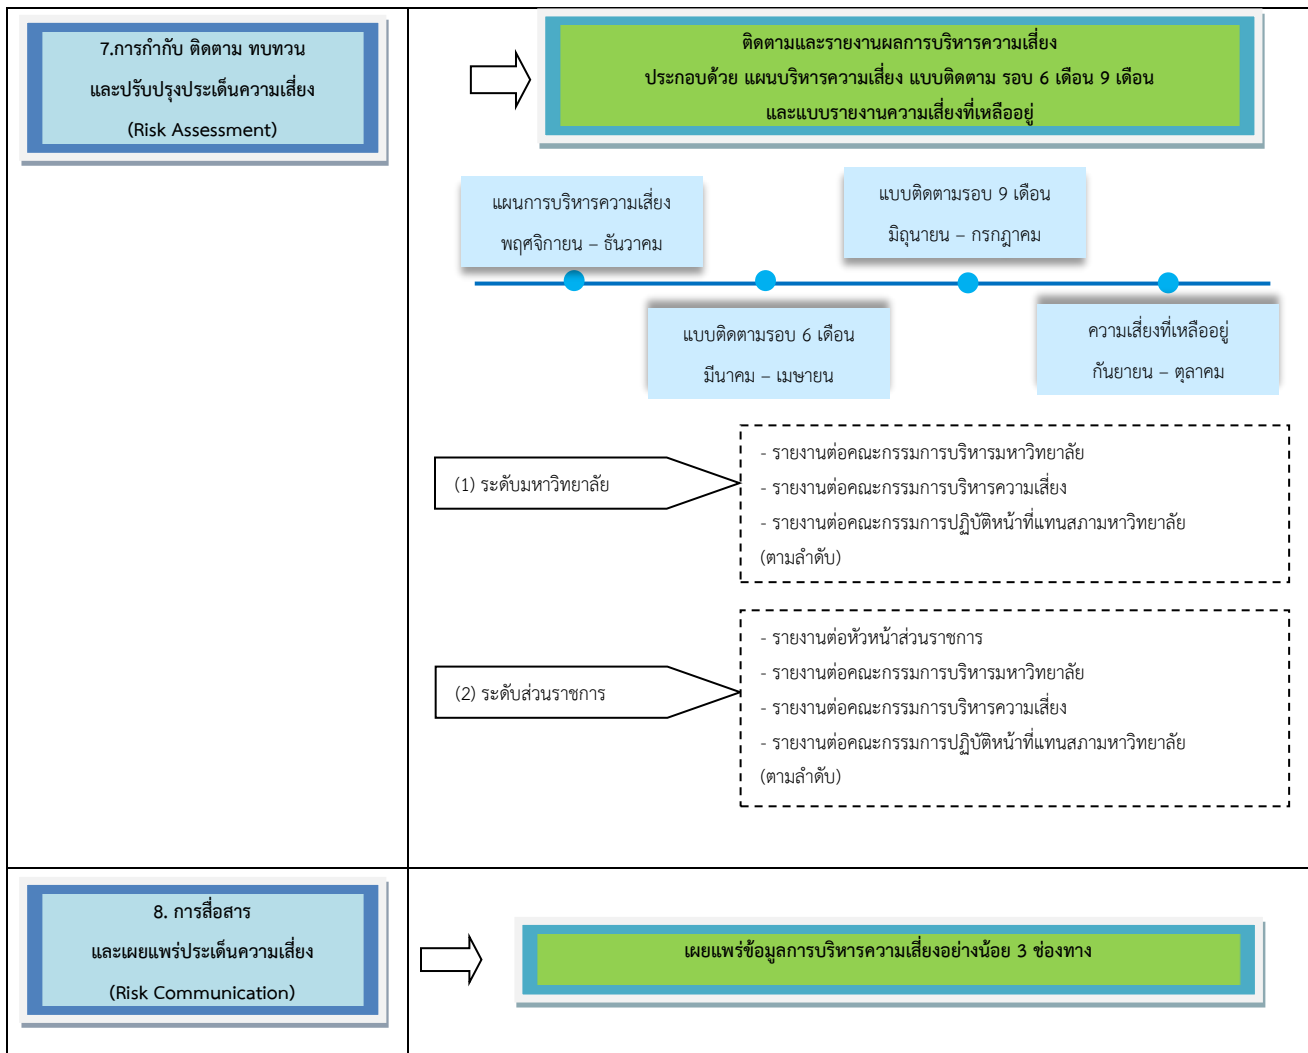 7.การกำกับ ติดตาม ทบทวน
และปรับปรุงประเด็นความเสี่ยง
(Risk Assessment)
ติดตามและรายงานผลการบริหารความเสี่ยง
ประกอบด้วย แผนบริหารความเสี่ยง แบบติดตาม รอบ 6 เดือน 9 เดือน
และแบบรายงานความเสี่ยงที่เหลืออยู่
แผนการบริหารความเสี่ยง
พฤศจิกายน – ธันวาคม
แบบติดตามรอบ 9 เดือน
มิถุนายน – กรกฎาคม
แบบติดตามรอบ 6 เดือน
มีนาคม – เมษายน
ความเสี่ยงที่เหลืออยู่
กันยายน – ตุลาคม
(1) ระดับมหาวิทยาลัย
- รายงานต่อคณะกรรมการบริหารมหาวิทยาลัย
- รายงานต่อคณะกรรมการบริหารความเสี่ยง
- รายงานต่อคณะกรรมการปฏิบัติหน้าที่แทนสภามหาวิทยาลัย
(ตามลำดับ)
(2) ระดับส่วนราชการ
- รายงานต่อหัวหน้าส่วนราชการ
- รายงานต่อคณะกรรมการบริหารมหาวิทยาลัย
- รายงานต่อคณะกรรมการบริหารความเสี่ยง
- รายงานต่อคณะกรรมการปฏิบัติหน้าที่แทนสภามหาวิทยาลัย
(ตามลำดับ)
8. การสื่อสาร
และเผยแพร่ประเด็นความเสี่ยง
(Risk Communication)
เผยแพร่ข้อมูลการบริหารความเสี่ยงอย่างน้อย 3 ช่องทาง